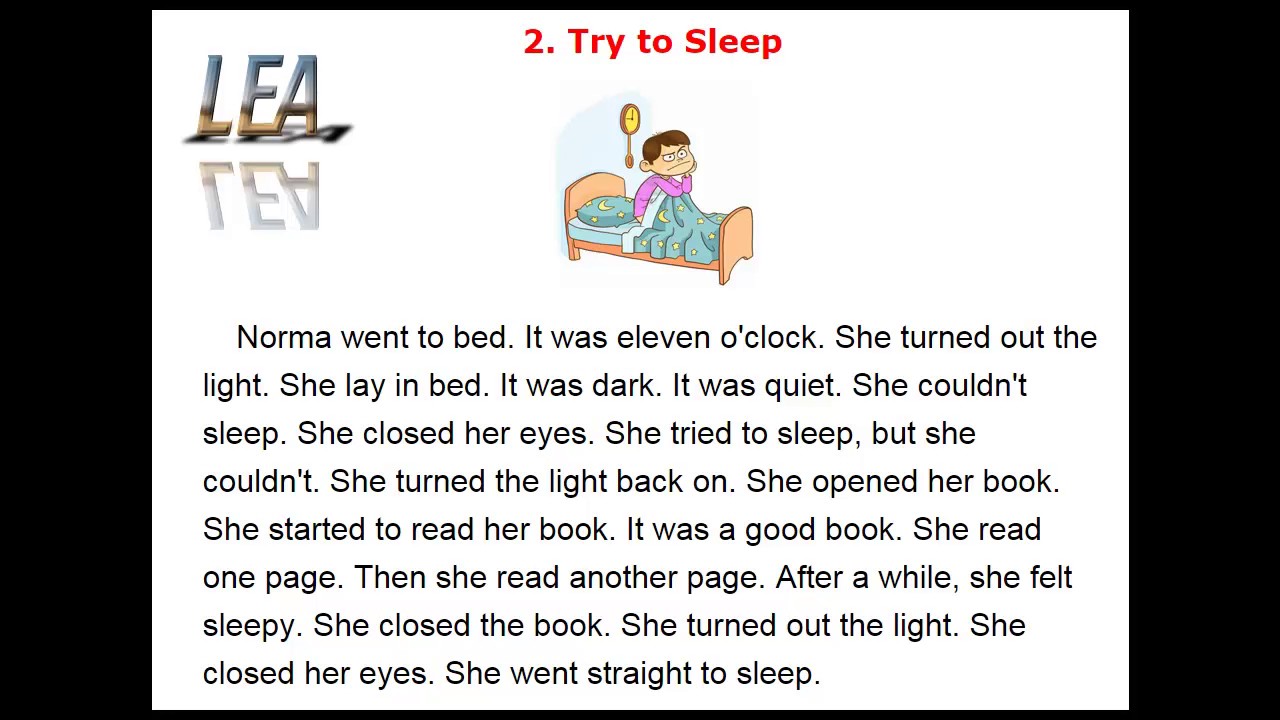 2. Try to Sleep
LEA
Norma went to bed. It was eleven o'clock. She turned out the
light. She lay in bed. It was dark. It was quiet. She couldn't
sleep. She closed her eyes. She tried to sleep, but she
couldn't. She turned the light back on. She opened her book.
She started to read her book. It was a good book. She read
one page. Then she read another page. After a while, she felt
sleepy. She closed the book. She turned out the light. She
closed her eyes. She went straight to sleep.